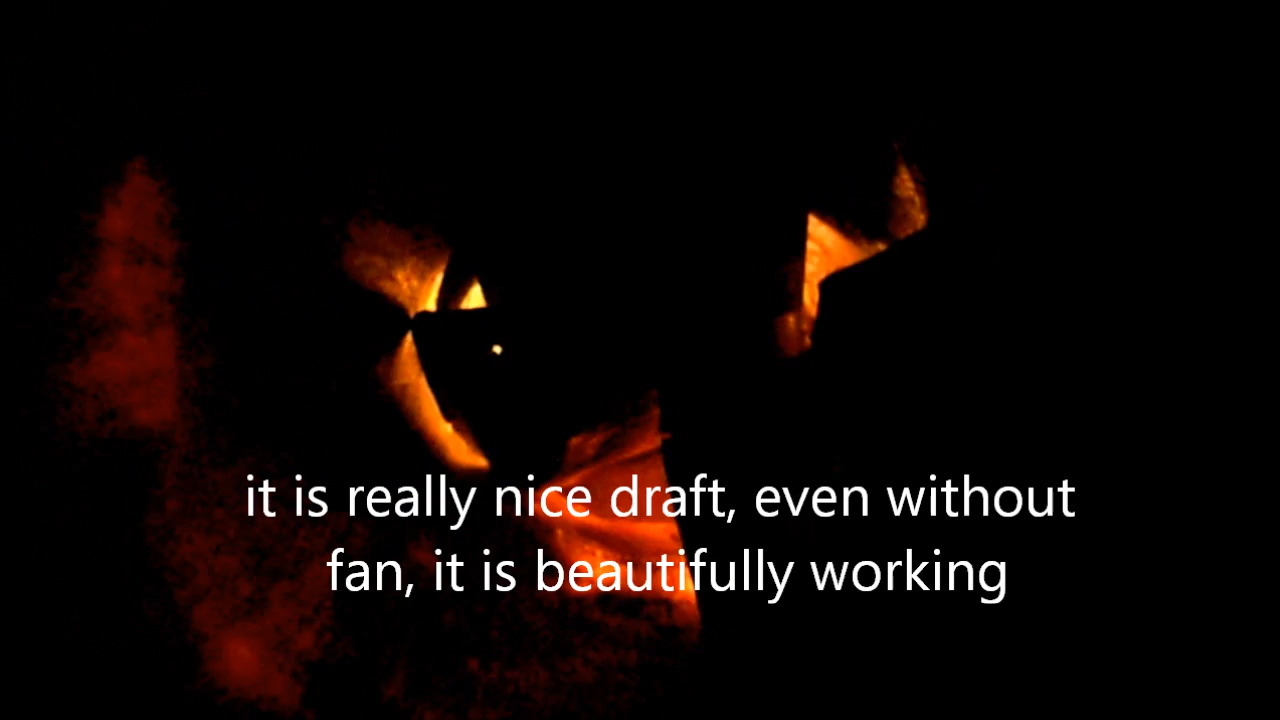 it is really nice draft, even without
fan, it is beautifully working